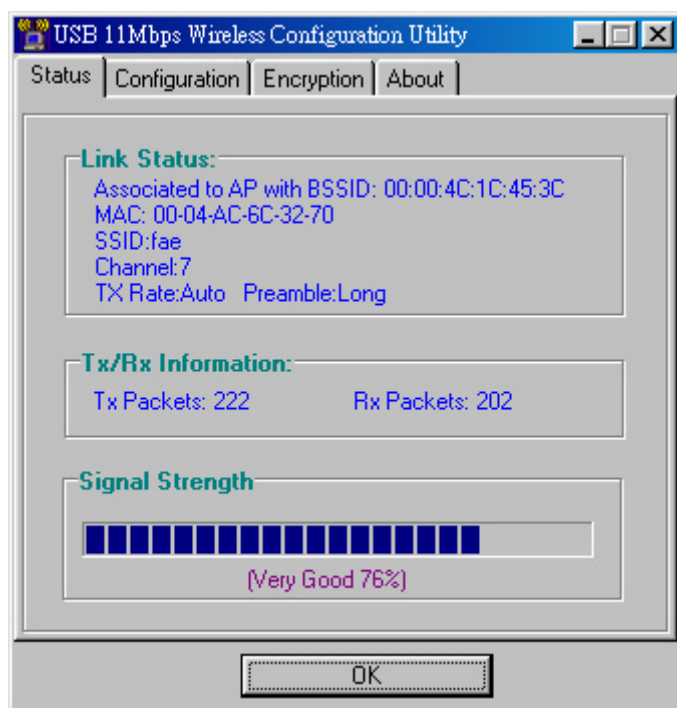 USB 11Mbps Wireless Configuration Utility
Status Configuration Encryption About
Link Status:
Associated to AP with BSSID: 00:00:4C:1C:45:3C
MAC: 00-04-AC-6C-32-70
SSID:fae
Channel:7
TX Rate:Auto Preamble:Long
Tx/Rx Information:
Tx Packets: 222 Rx Packets: 202
Signal Strength
(Very Good 76%)
OK